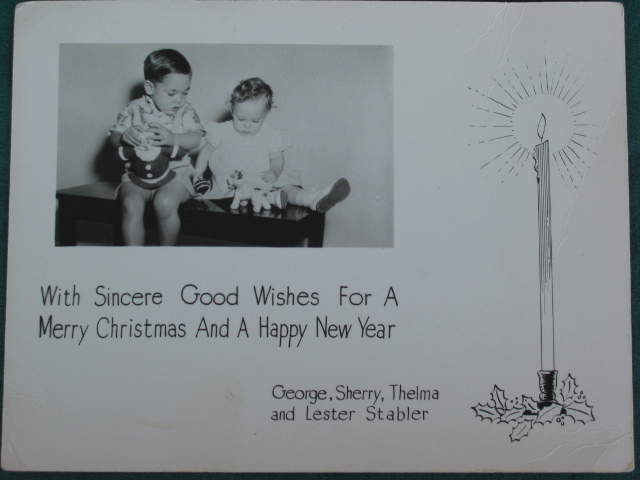 With Sincere Good Wishes For A
Merry Christmas And A Happy New Year
George, Sherry, Thelma
and Lester Stabler